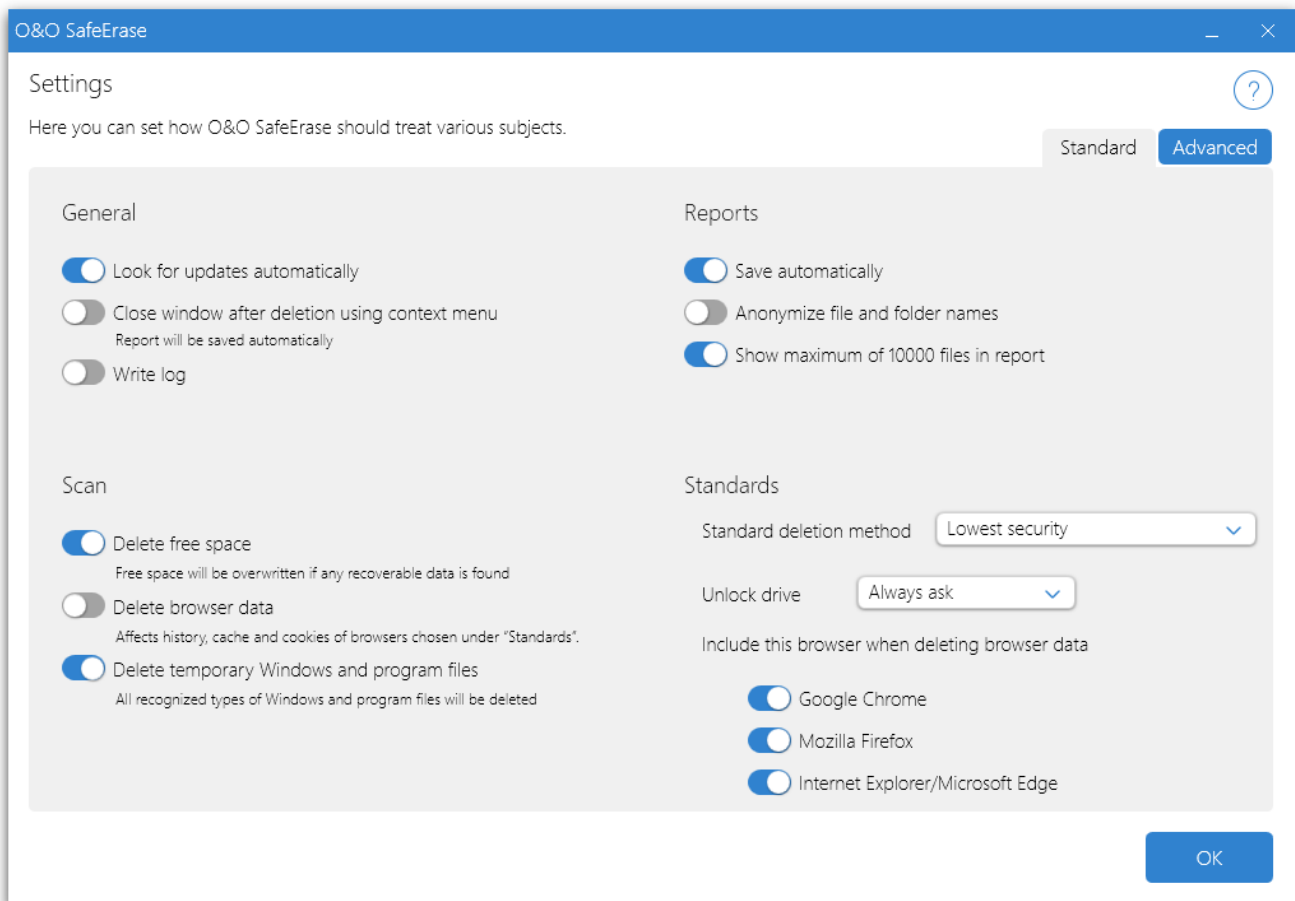 O&O SafeErase
Settings
?
Here you can set how O&O SafeErase should treat various subjects.
Standard
Advanced
General
Look for updates automatically
Close window after deletion using context menu
Report will be saved automatically
Write log
Reports
Save automatically
Anonymize file and folder names
Show maximum of 10000 files in report
Scan
Delete free space
Free space will be overwritten if any recoverable data is found
Delete browser data
Affects history, cache and cookies of browsers chosen under “Standards”.
Delete temporary Windows and program files
All recognized types of Windows and program files will be deleted
Standards
Standard deletion method
Lowest security
Unlock drive
Always ask
Include this browser when deleting browser data
Google Chrome
Mozilla Firefox
Internet Explorer/Microsoft Edge
OK